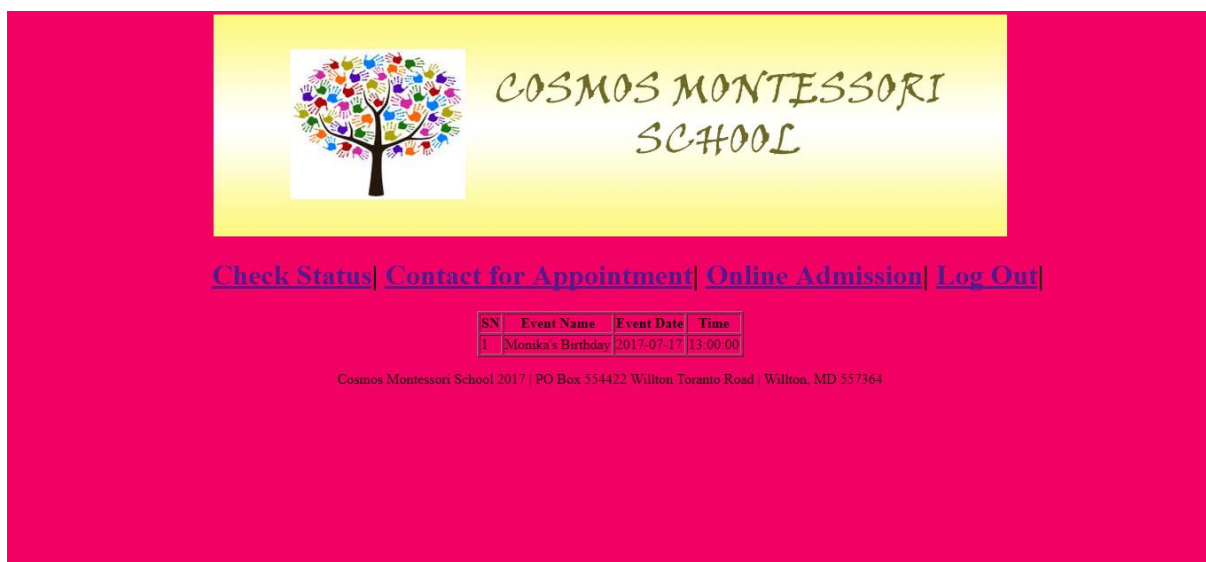 COSMOS MONTESSORI
SCHOOL
Check Status| Contact for Appointment| Online Admission| Log Out|
SN Event Name Event Date Time
1 Monika's Birthday 2017-07-17 13:00:00
Cosmos Montessori School 2017 | PO Box 554422 Willton Toranto Road | Willton, MD 557364